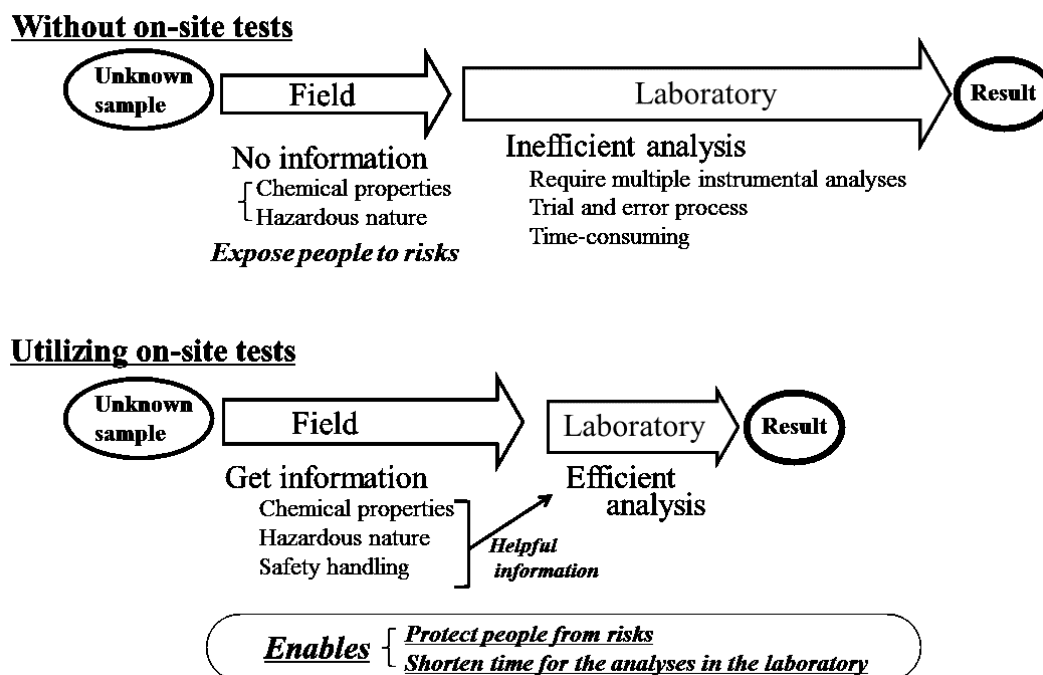 Without on-site tests
Unknown
sample
Field
Laboratory
Result
No information
Chemical properties
Hazardous nature
Expose people to risks
Inefficient analysis
Require multiple instrumental analyses
Trial and error process
Time-consuming
Utilizing on-site tests
Unknown
sample
Field
Laboratory
Result
Get information
Chemical properties
Hazardous nature
Safety handling
Helpful
information
Efficient
analysis
Enables
Protect people from risks
Shorten time for the analyses in the laboratory